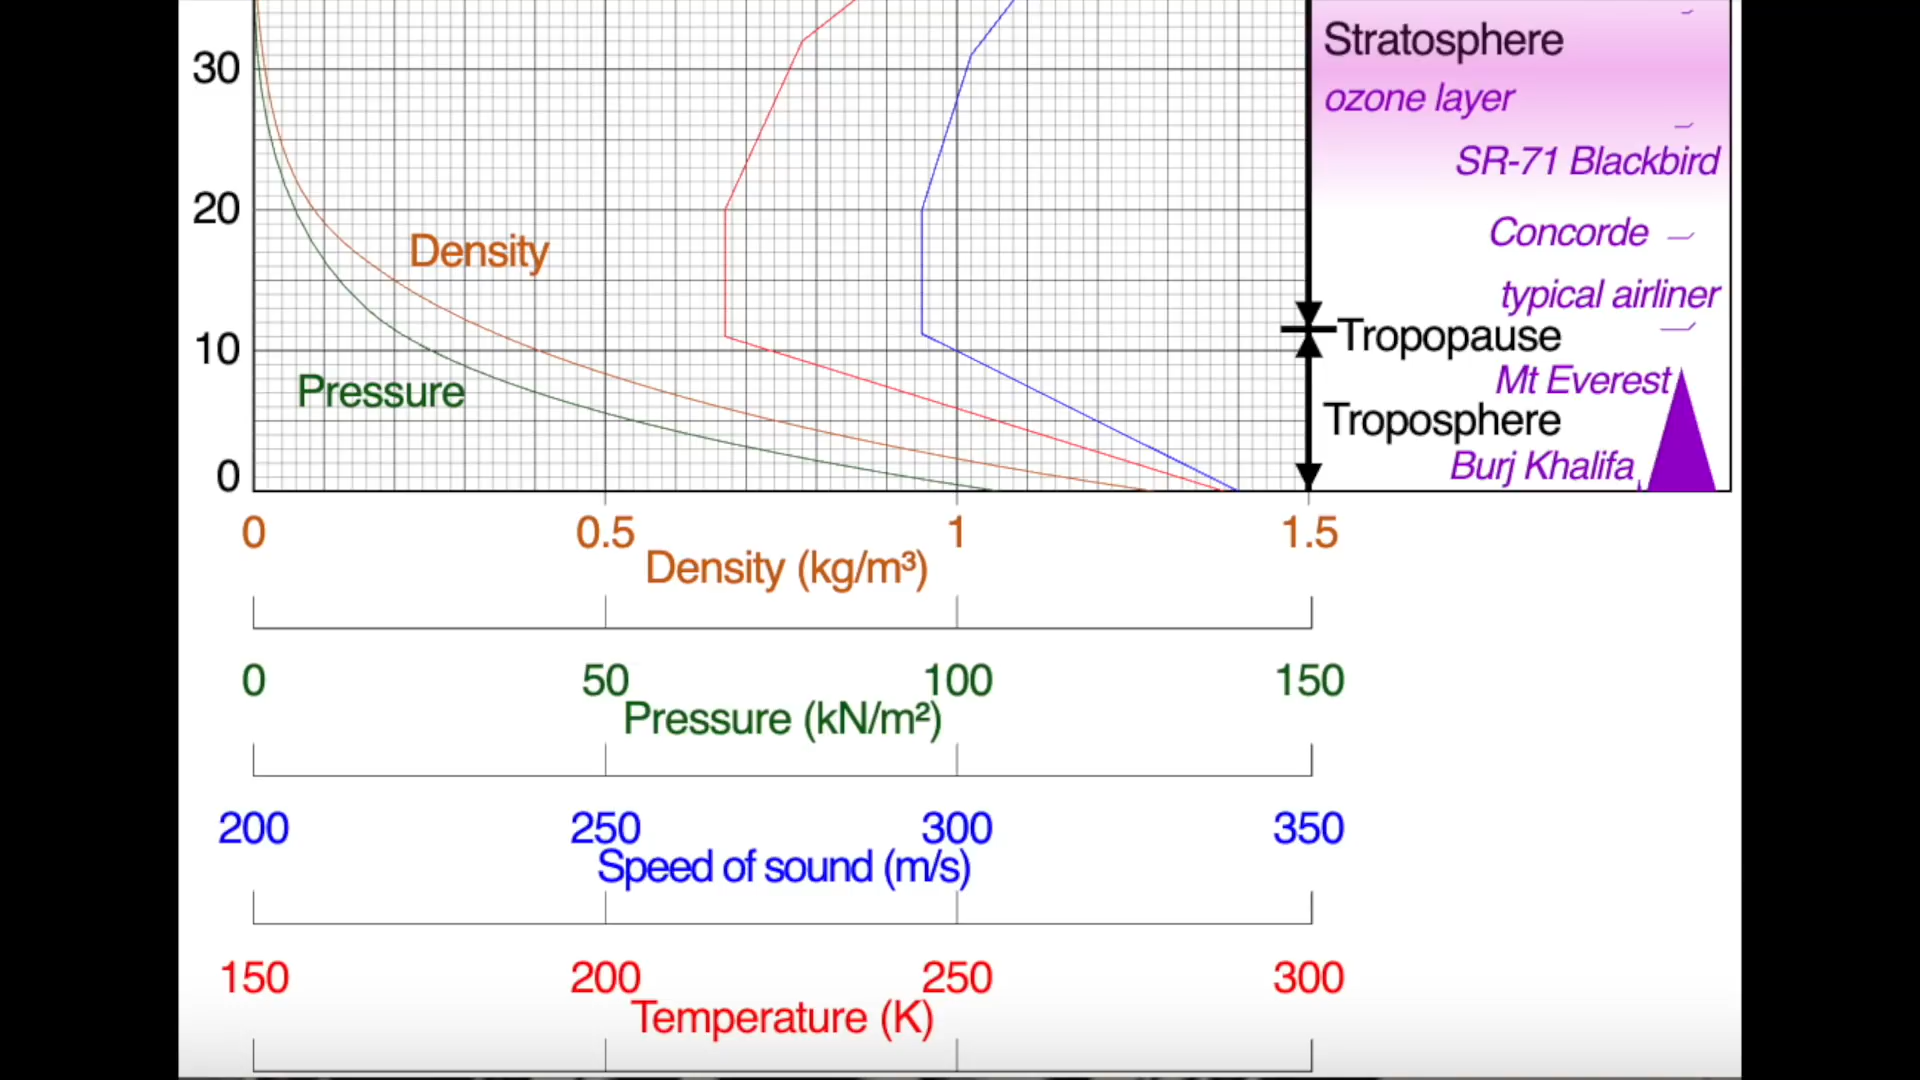 30
Stratosphere
ozone layer
SR-71 Blackbird
20
Concorde
Density
typical airliner
10
Tropopause
Pressure
Mt Everest
Troposphere
Burj Khalifa
0
0 0.5 1 1.5
Density (kg/m³)
0 50 100 150
Pressure (kN/m²)
200 250 300 350
Speed of sound (m/s)
150 200 250 300
Temperature (K)